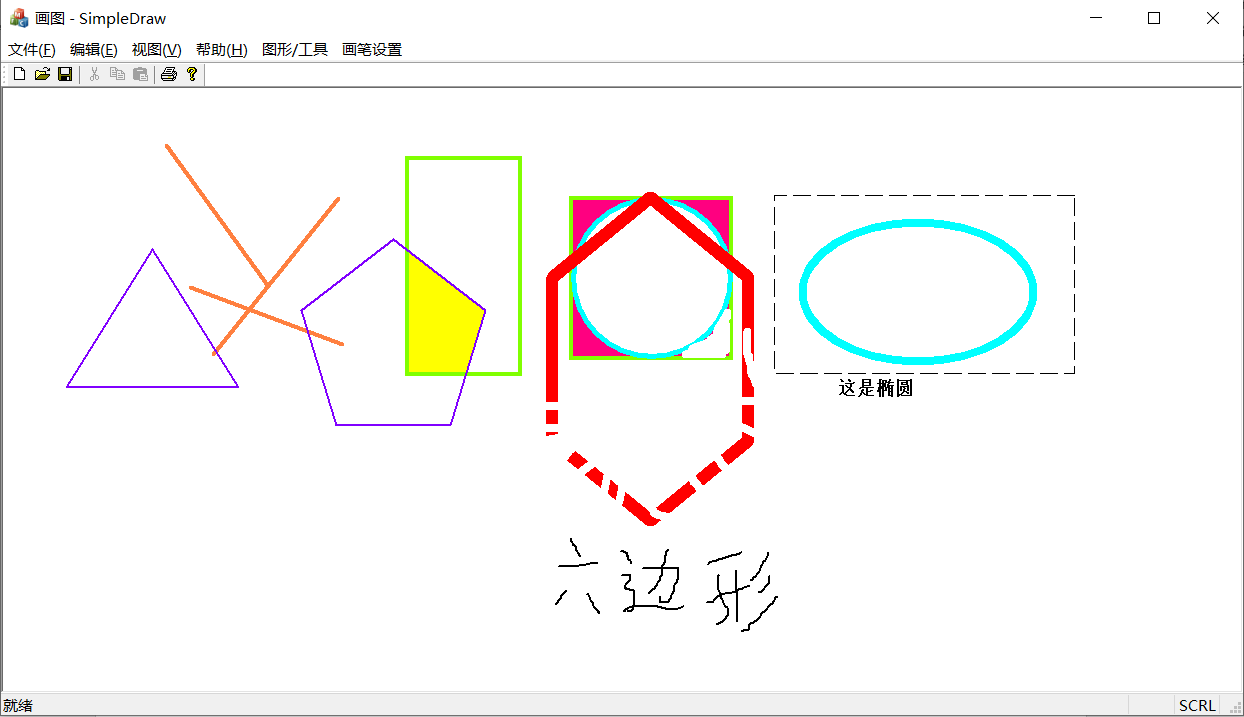 画图 - SimpleDraw
文件(F) 编辑(E) 视图(V) 帮助(H) 图形/工具 画笔设置
这是椭圆
六边形
就绪 SCRL